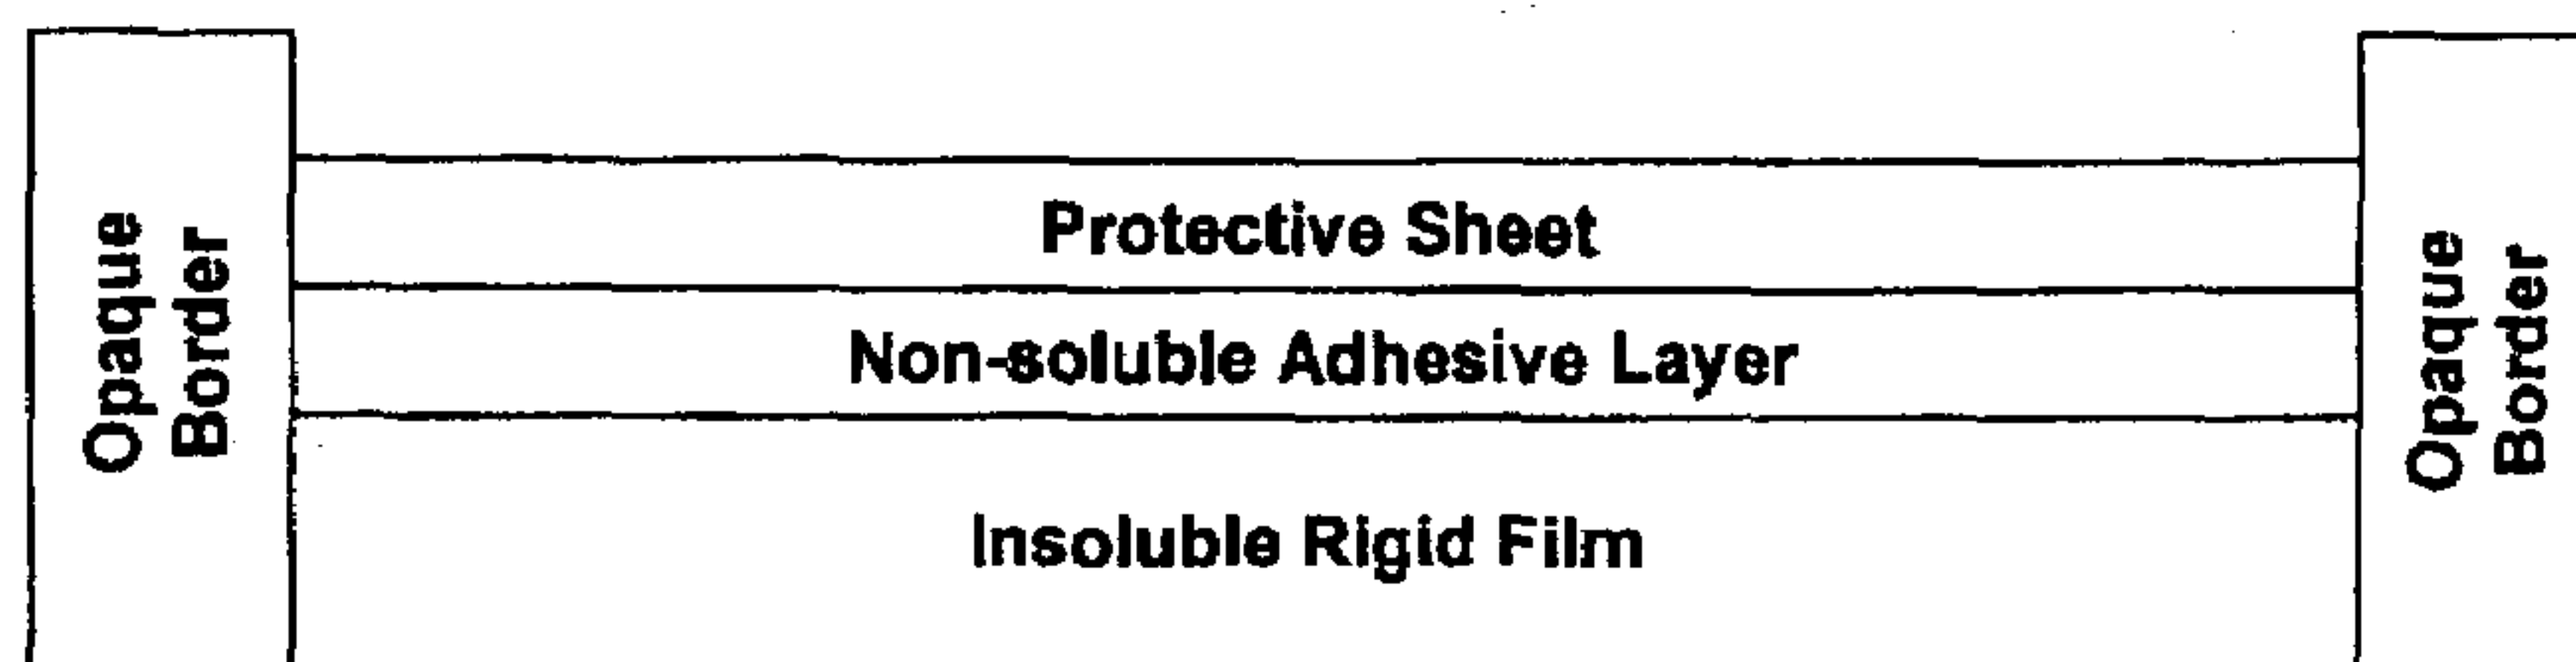 Opaque
Border
Protective Sheet
Non-soluble Adhesive Layer
Insoluble Rigid Film
Opaque
Border